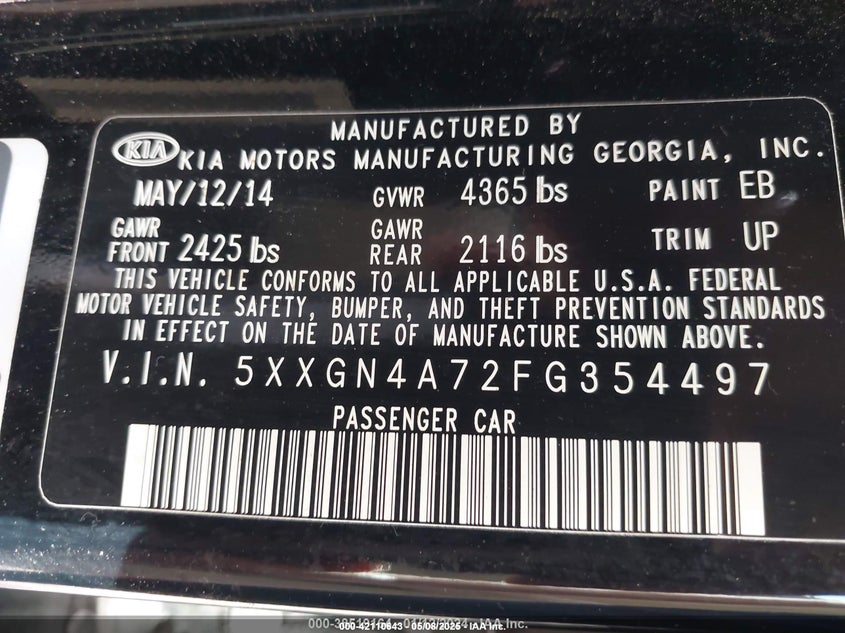 MANUFACTURED BY
KIA KIA MOTORS MANUFACTURING GEORGIA, INC.
MAY/12/14 GVWR 4365 lbs PAINT EB
GAWR FRONT 2425 lbs GAWR REAR 2116 lbs TRIM UP
THIS VEHICLE CONFORMS TO ALL APPLICABLE U.S.A. FEDERAL
MOTOR VEHICLE SAFETY, BUMPER, AND THEFT PREVENTION STANDARDS
IN EFFECT ON THE DATE OF MANUFACTURE SHOWN ABOVE.
V.I.N. 5XXGN4A72FG354497
PASSENGER CAR